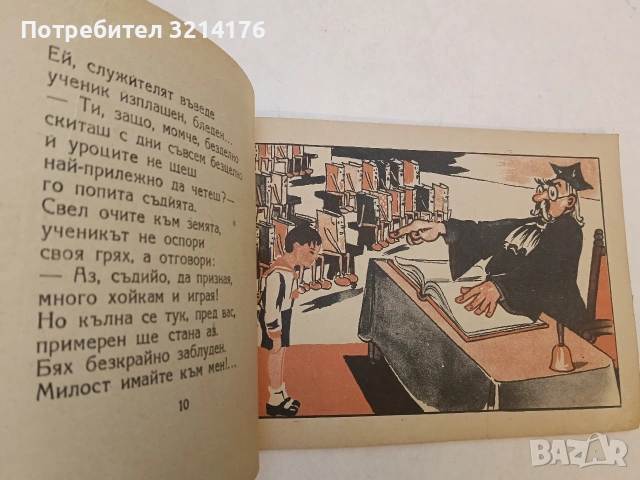 Потребител 3214176
Ей, служителят въведе
ученик изплашен, бледен...
— Ти, защо, момче, безделно
скиташ с дни съвсем безцелно
и уроците не щеш
най-прилежно да четеш?—
го попита съдията.
Свел очите към земята,
ученикът не оспори
своя грях, а отговори:
— Аз, съдийо, да призная,
много хойкам и играя!
Но кълна се тук, пред вас,
примерен ще стана аз.
Бях безкрайно заблуден.
Милост имайте към мен!...
10
BAZAR